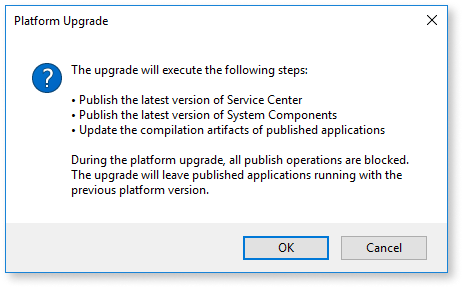 Platform Upgrade
?
The upgrade will execute the following steps:
• Publish the latest version of Service Center
• Publish the latest version of System Components
• Update the compilation artifacts of published applications
During the platform upgrade, all publish operations are blocked.
The upgrade will leave published applications running with the
previous platform version.
OK
Cancel